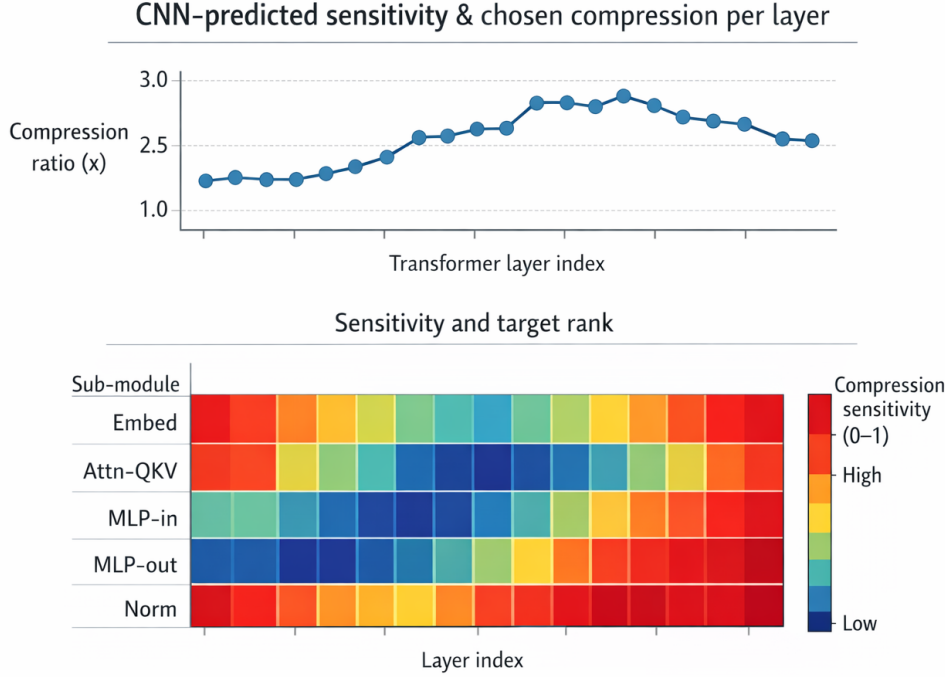 CNN-predicted sensitivity & chosen compression per layer
3.0
Compression
ratio (x)
2.5
1.0
Transformer layer index
Sensitivity and target rank
Sub-module
Embed
Attn-QKV
MLP-in
MLP-out
Norm
Compression
sensitivity
(0–1)
High
Low
Layer index